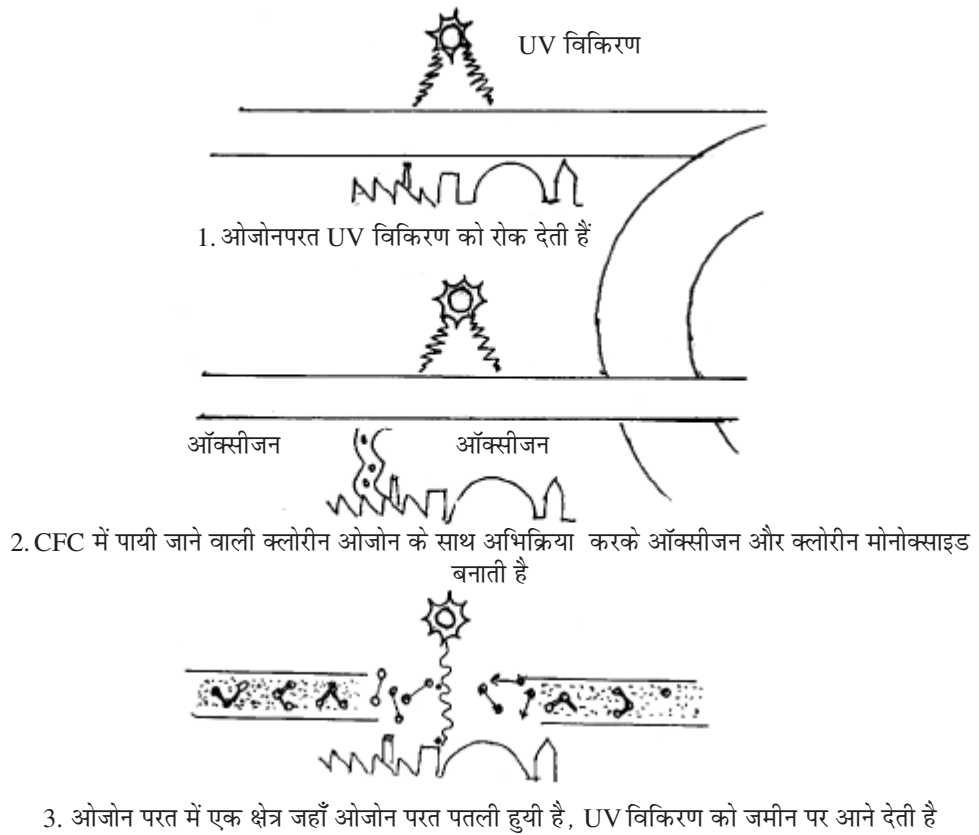 UV विकिरण
1. ओजोनपरत UV विकिरण को रोक देती हैं
ऑक्सीजन ऑक्सीजन
2. CFC में पायी जाने वाली क्लोरीन ओजोन के साथ अभिक्रिया करके ऑक्सीजन और क्लोरीन मोनोक्साइड
बनाती है
3. ओजोन परत में एक क्षेत्र जहाँ ओजोन परत पतली हुयी है, UV विकिरण को जमीन पर आने देती है